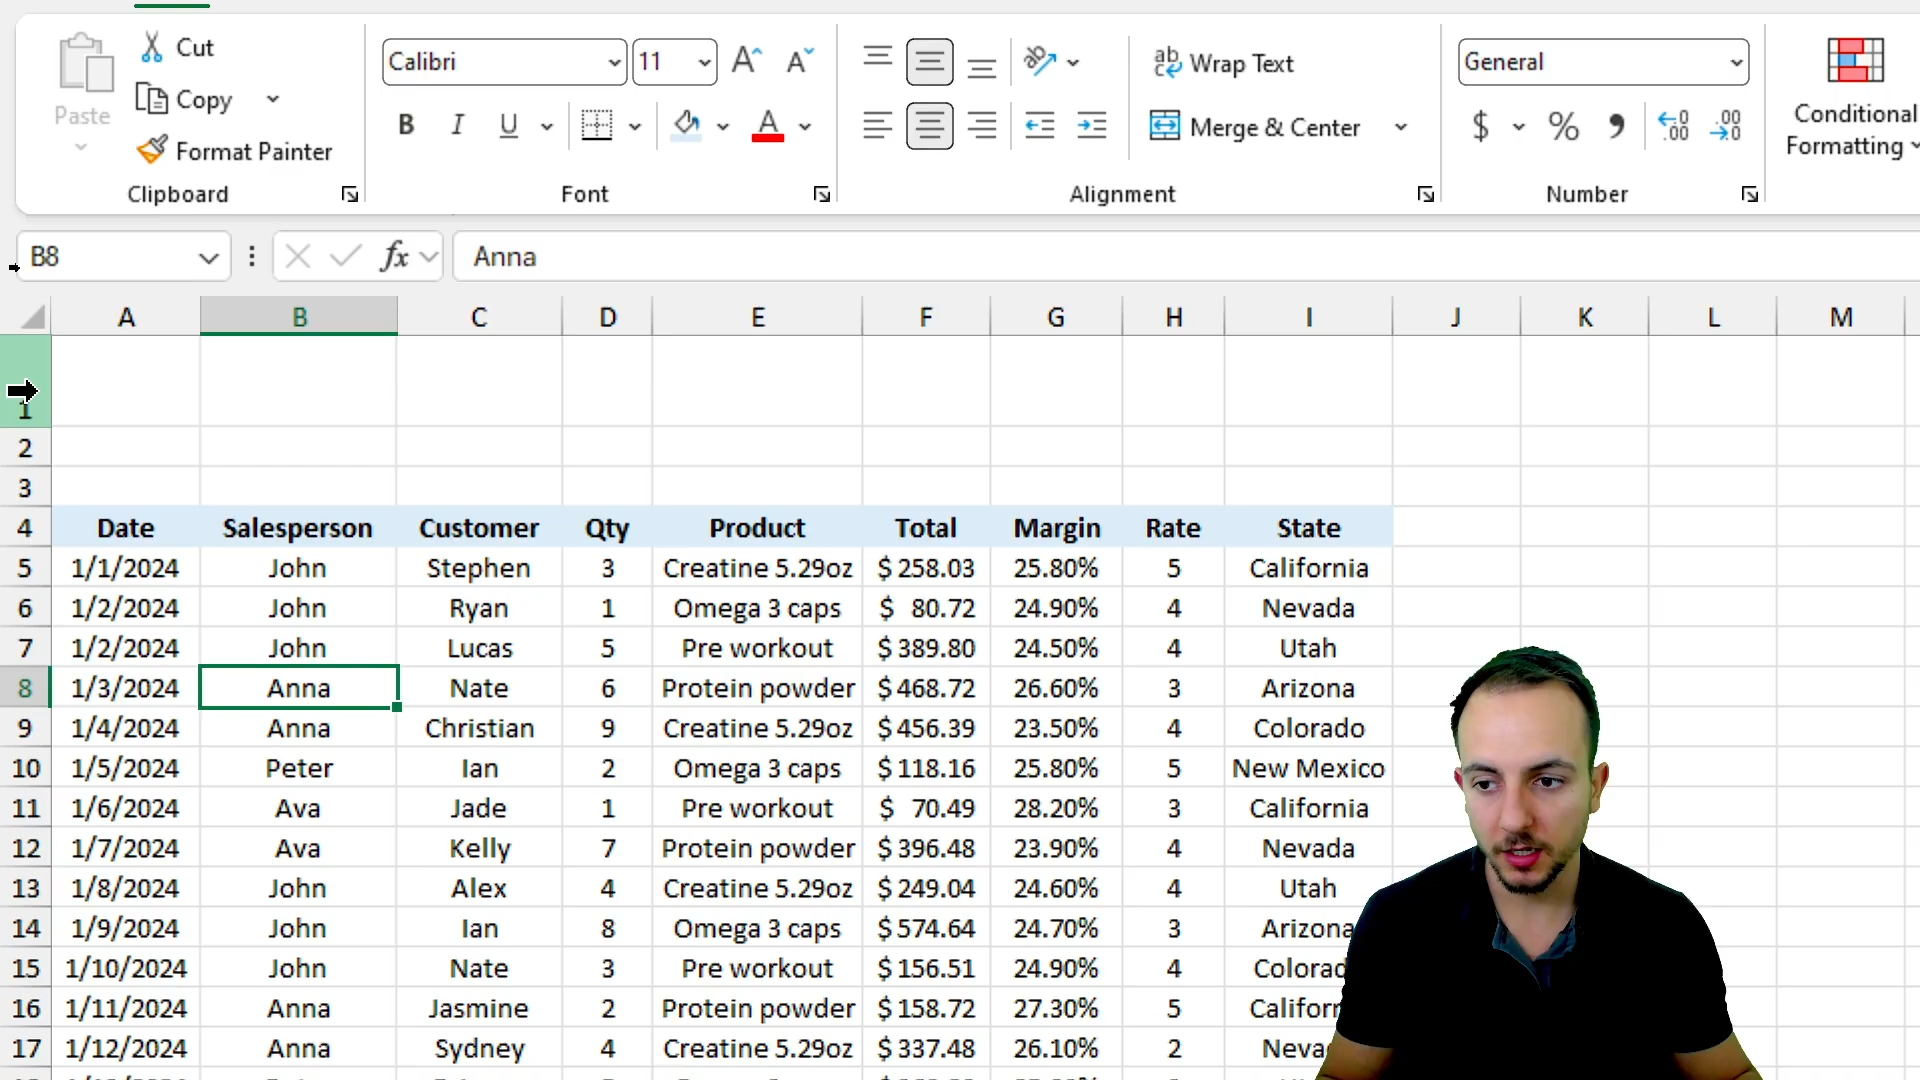 Paste
Cut
Copy
Format Painter
Clipboard
Calibri
11
B I U
Font
Wrap Text
Merge & Center
Alignment
General
$ % 9
Number
Conditional
Formatting
B8
fx
Anna
A B C D E F G H I J K L M
1
2
3
4 Date Salesperson Customer Qty Product Total Margin Rate State
5 1/1/2024 John Stephen 3 Creatine 5.29oz $ 258.03 25.80% 5 California
6 1/2/2024 John Ryan 1 Omega 3 caps $ 80.72 24.90% 4 Nevada
7 1/2/2024 John Lucas 5 Pre workout $ 389.80 24.50% 4 Utah
8 1/3/2024 Anna Nate 6 Protein powder $ 468.72 26.60% 3 Arizona
9 1/4/2024 Anna Christian 9 Creatine 5.29oz $ 456.39 23.50% 4 Colorado
10 1/5/2024 Peter Ian 2 Omega 3 caps $ 118.16 25.80% 5 New Mexico
11 1/6/2024 Ava Jade 1 Pre workout $ 70.49 28.20% 3 California
12 1/7/2024 Ava Kelly 7 Protein powder $ 396.48 23.90% 4 Nevada
13 1/8/2024 John Alex 4 Creatine 5.29oz $ 249.04 24.60% 4 Utah
14 1/9/2024 John Ian 8 Omega 3 caps $ 574.64 24.70% 3 Arizona
15 1/10/2024 John Nate 3 Pre workout $ 156.51 24.90% 4 Colorad
16 1/11/2024 Anna Jasmine 2 Protein powder $ 158.72 27.30% 5 Califor
17 1/12/2024 Anna Sydney 4 Creatine 5.29oz $ 337.48 26.10% 2 Neva